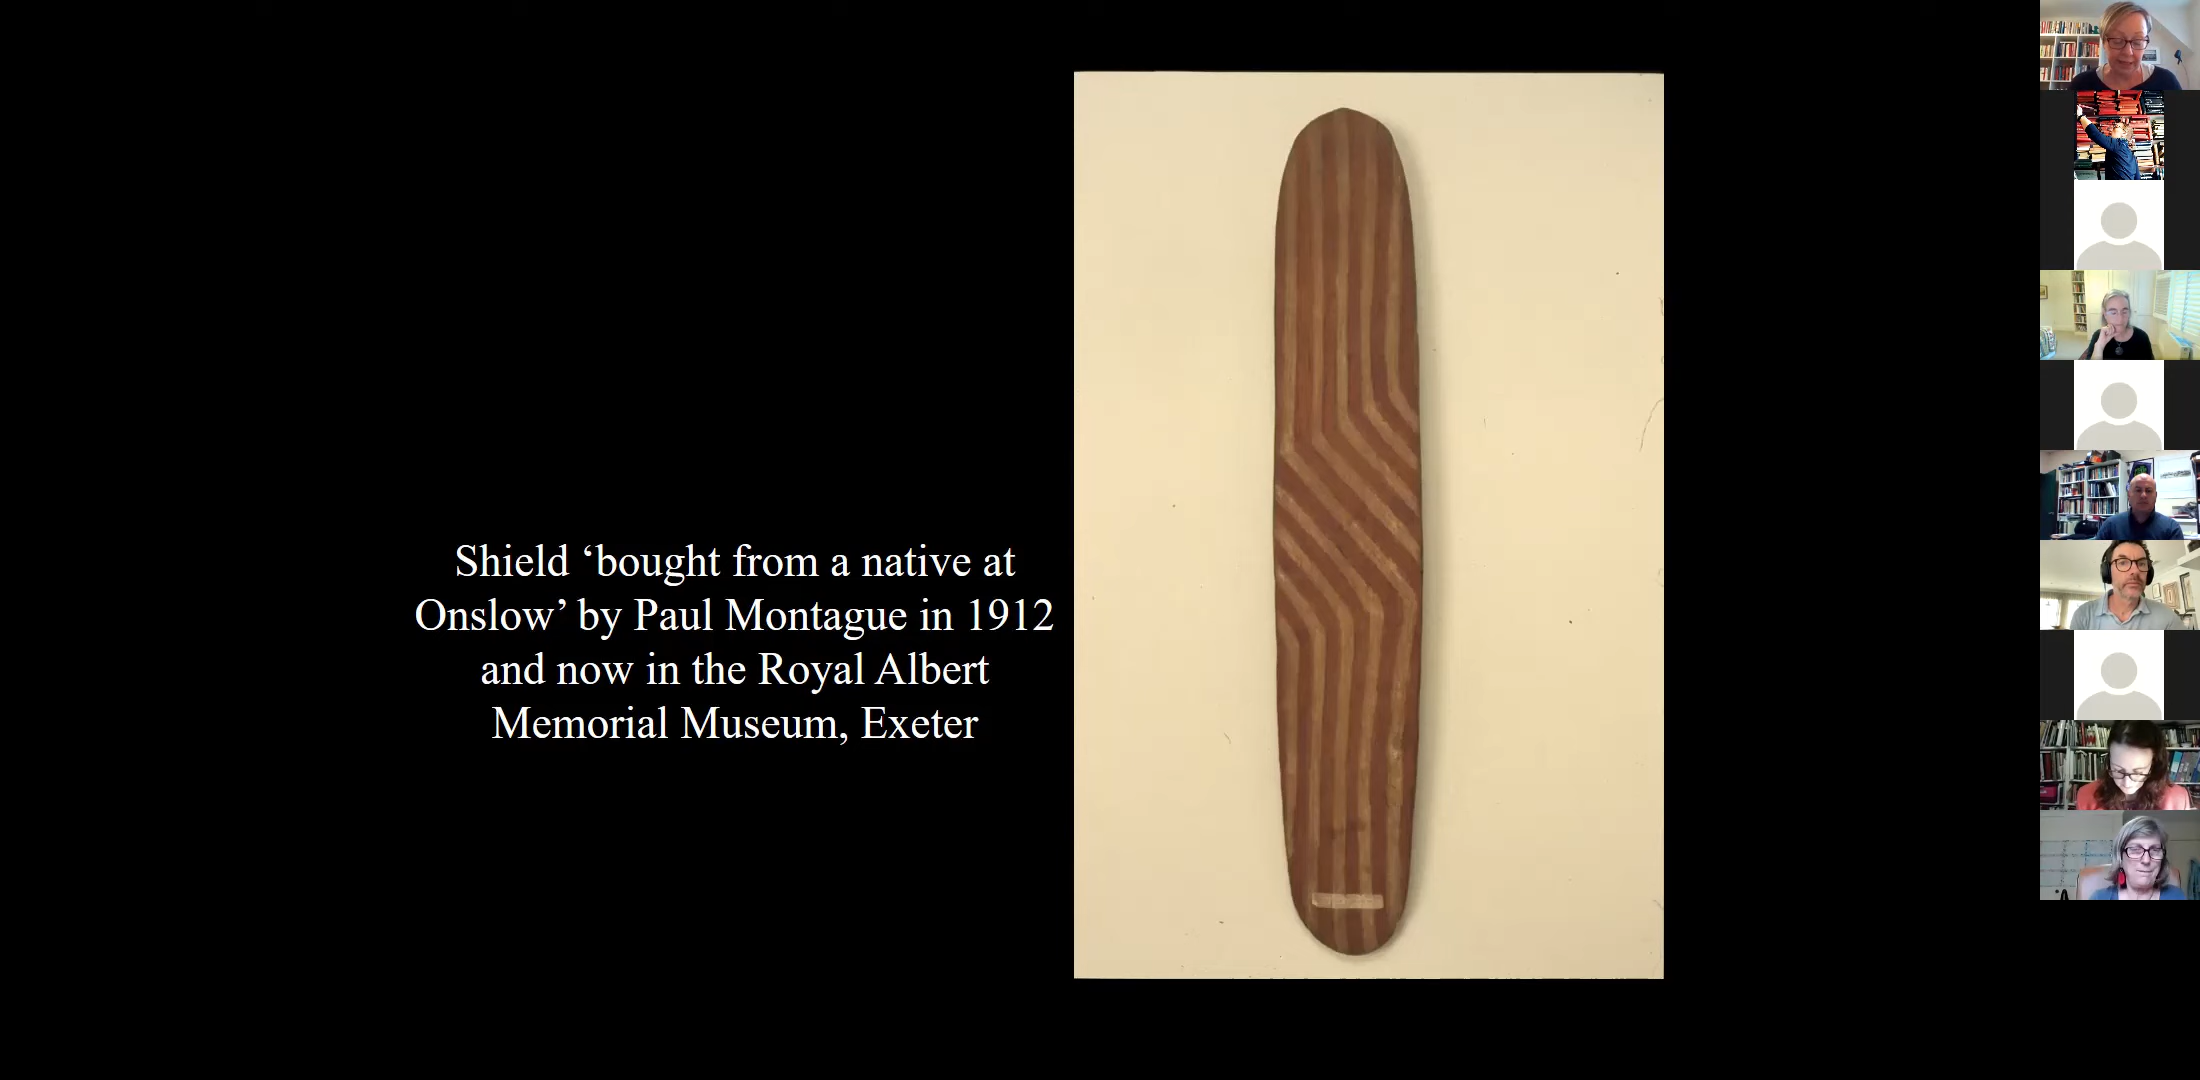 Shield ‘bought from a native at
Onslow’ by Paul Montague in 1912
and now in the Royal Albert
Memorial Museum, Exeter